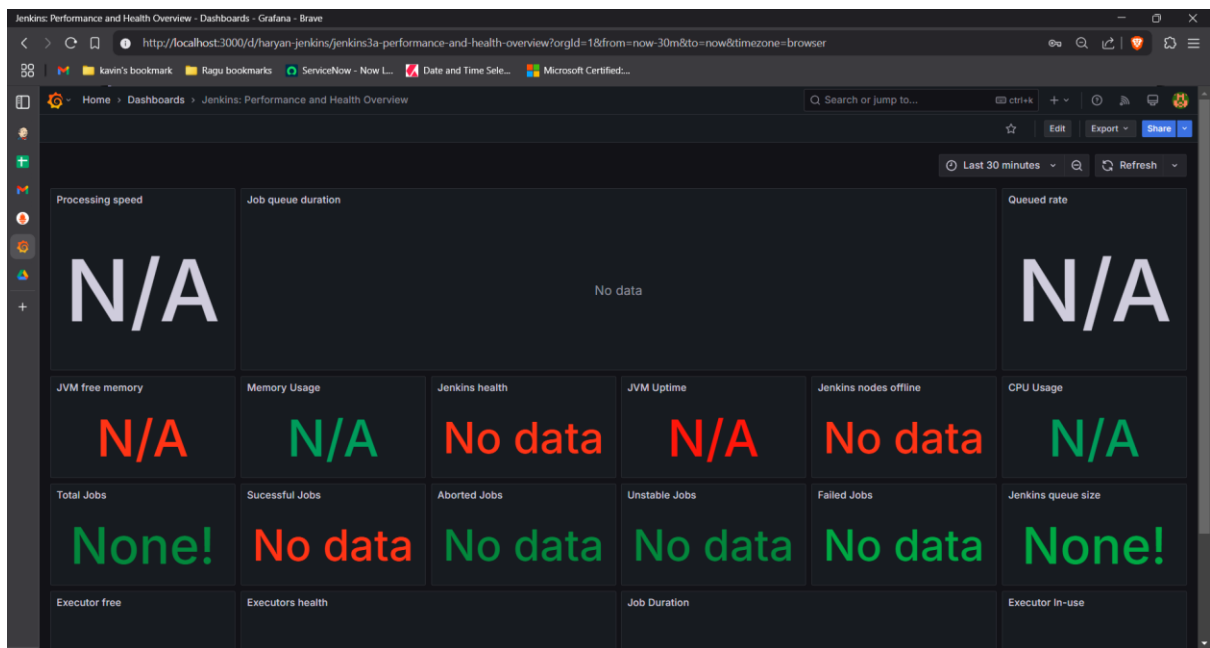 Jenkins: Performance and Health Overview - Dashboards - Grafana - Brave
http://localhost:3000/d/haryan-jenkins/jenkins3a-performance-and-health-overview?orgId=1&from=now-30m&to=now&timezone=browser
kavin's bookmark Ragu bookmarks ServiceNow - Now L... Date and Time Sele... Microsoft Certified:...
Home › Dashboards › Jenkins: Performance and Health Overview Search or jump to... ctrl+k
Edit Export Share
Last 30 minutes Refresh
Processing speed Job queue duration Queued rate
N/A No data N/A
JVM free memory Memory Usage Jenkins health JVM Uptime Jenkins nodes offline CPU Usage
N/A N/A No data N/A No data N/A
Total Jobs Sucessful Jobs Aborted Jobs Unstable Jobs Failed Jobs Jenkins queue size
None! No data No data No data No data None!
Executor free Executors health Job Duration Executor In-use